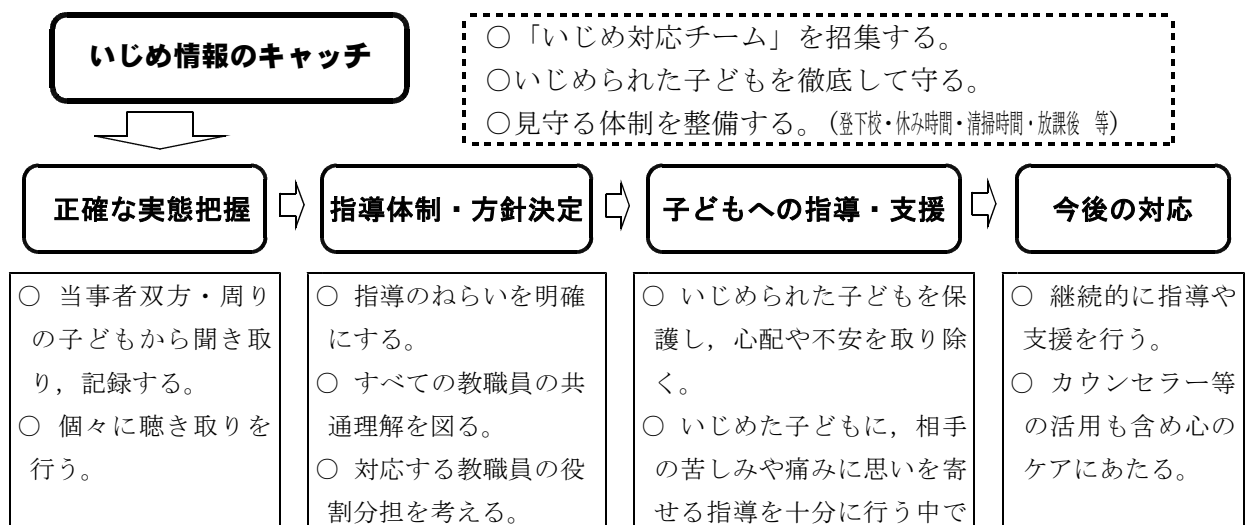 いじめ情報のキャッチ
○「いじめ対応チーム」を招集する。
○いじめられた子どもを徹底して守る。
○見守る体制を整備する。(登下校・休み時間・清掃時間・放課後 等)
正確な実態把握
指導体制・方針決定
子どもへの指導・支援
今後の対応
○ 当事者双方・周り
の子どもから聞き取
り，記録する。
○ 個々に聴き取りを
行う。
○ 指導のねらいを明確
にする。
○ すべての教職員の共
通理解を図る。
○ 対応する教職員の役
割分担を考える。
○ いじめられた子どもを保
護し，心配や不安を取り除
く。
○ いじめた子どもに，相手
の苦しみや痛みに思いを寄
せる指導を十分に行う中で
○ 継続的に指導や
支援を行う。
○ カウンセラー等
の活用も含め心の
ケアにあたる。